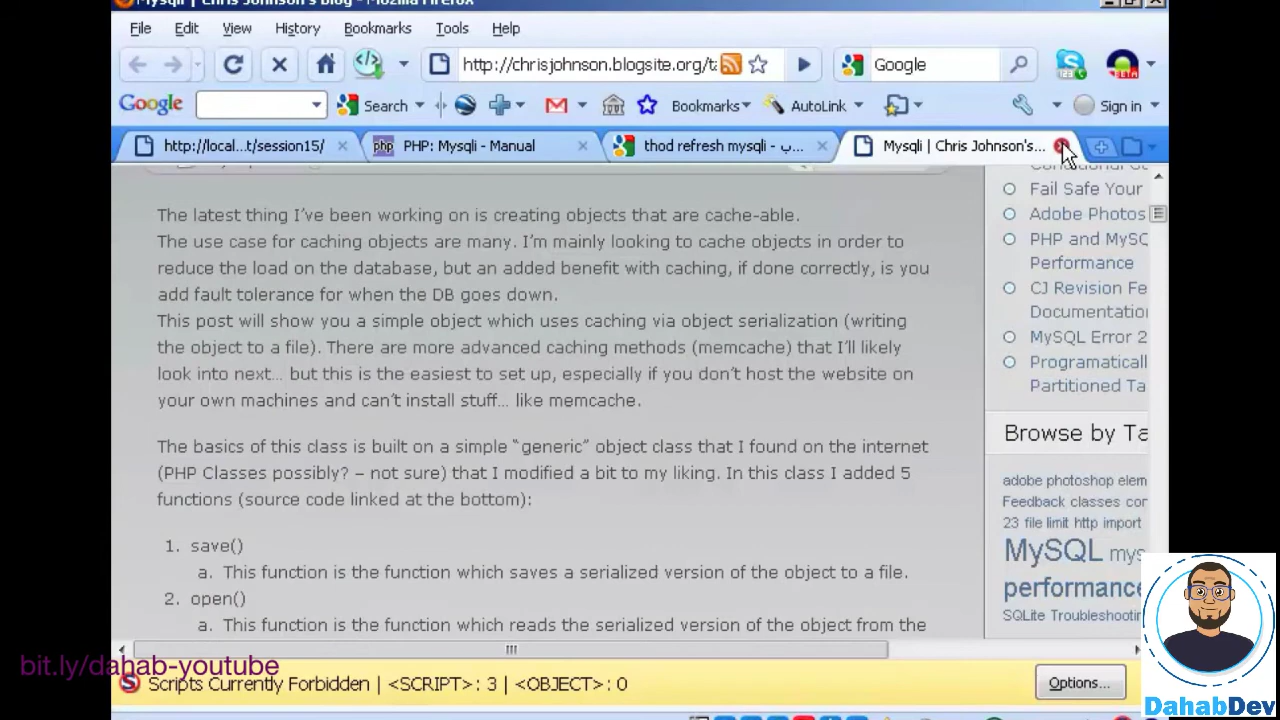 Mysqli | Chris Johnson's blog - Mozilla Firefox
File Edit View History Bookmarks Tools Help
http://chrisjohnson.blogsite.org/ta
Google
Google Search Bookmarks AutoLink Sign in
http://local...t/session15/ php PHP: Mysqli - Manual thod refresh mysqli - ب... Mysqli | Chris Johnson's...
The latest thing I've been working on is creating objects that are cache-able.
The use case for caching objects are many. I'm mainly looking to cache objects in order to
reduce the load on the database, but an added benefit with caching, if done correctly, is you
add fault tolerance for when the DB goes down.
This post will show you a simple object which uses caching via object serialization (writing
the object to a file). There are more advanced caching methods (memcache) that I'll likely
look into next... but this is the easiest to set up, especially if you don't host the website on
your own machines and can't install stuff... like memcache.
The basics of this class is built on a simple "generic" object class that I found on the internet
(PHP Classes possibly? – not sure) that I modified a bit to my liking. In this class I added 5
functions (source code linked at the bottom):
1. save()
a. This function is the function which saves a serialized version of the object to a file.
2. open()
a. This function is the function which reads the serialized version of the object from the
Fail Safe Your
Adobe Photos
PHP and MySQ
Performance
CJ Revision Fe
Documentation
MySQL Error 2
Programaticall
Partitioned Ta
Browse by Ta
adobe photoshop elem
Feedback classes cor
23 file limit http import
MySQL mys
performance
SQLite Troubleshootin
bit.ly/dahab-youtube
Scripts Currently Forbidden | <SCRIPT>: 3 | <OBJECT>: 0
Options...
DahabDev